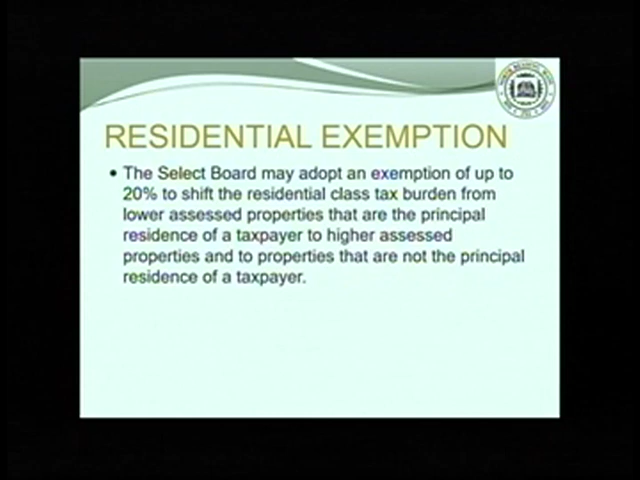 RESIDENTIAL EXEMPTION
• The Select Board may adopt an exemption of up to
20% to shift the residential class tax burden from
lower assessed properties that are the principal
residence of a taxpayer to higher assessed
properties and to properties that are not the principal
residence of a taxpayer.